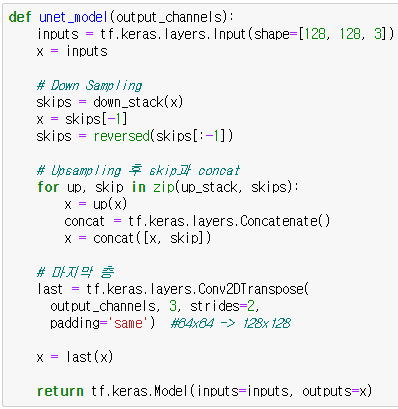 def unet_model(output_channels):
    inputs = tf.keras.layers.Input(shape=[128, 128, 3])
    x = inputs

    # Down Sampling
    skips = down_stack(x)
    x = skips[-1]
    skips = reversed(skips[:-1])

    # Upsampling 후 skip과 concat
    for up, skip in zip(up_stack, skips):
        x = up(x)
        concat = tf.keras.layers.Concatenate()
        x = concat([x, skip])

    # 마지막 층
    last = tf.keras.layers.Conv2DTranspose(
      output_channels, 3, strides=2,
      padding='same')  #64x64 -> 128x128

    x = last(x)

    return tf.keras.Model(inputs=inputs, outputs=x)